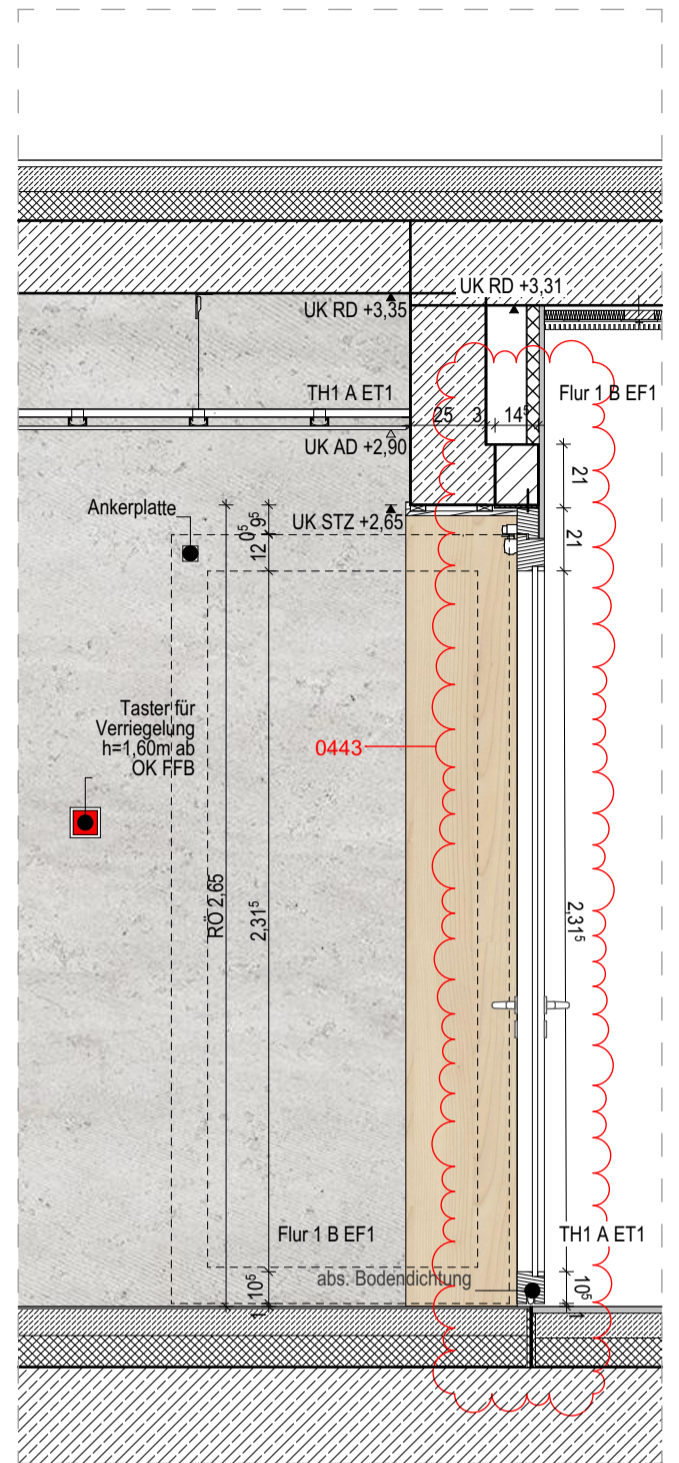 UK RD +3,31
UK RD +3,35
TH1 A ET1
Flur 1 B EF1
25 3 14⁵
UK AD +2,90
21
Ankerplatte
UK STZ +2,65
9⁵
0⁵
12
21
Taster für
Verriegelung
h=1,60m ab
OK FFB
0443
RÖ 2,65
2,31⁵
2,31⁵
Flur 1 B EF1
TH1 A ET1
abs. Bodendichtung
10⁵
1
10⁵
1